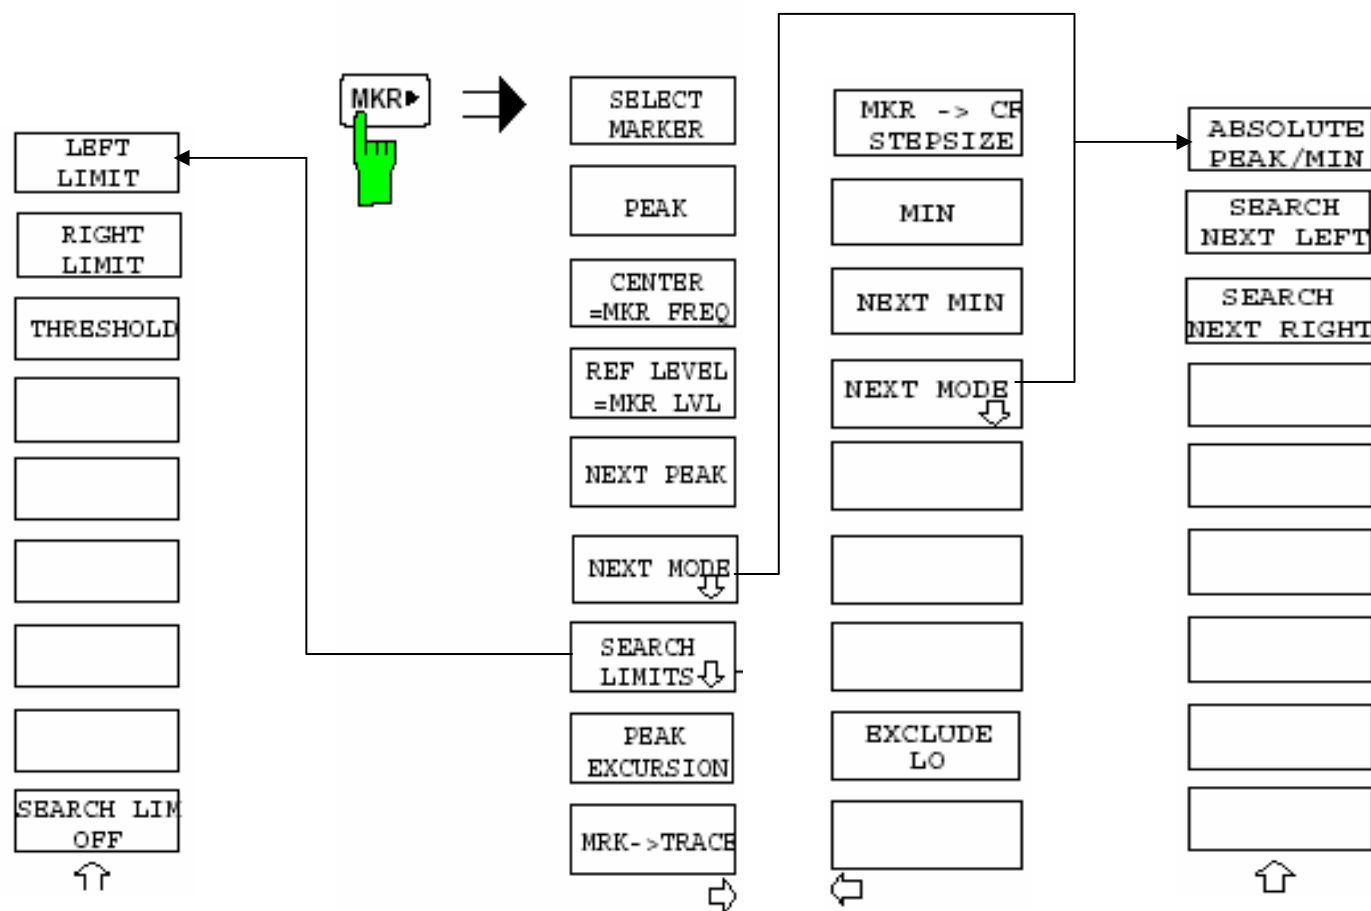 MKR
LEFT
LIMIT
RIGHT
LIMIT
THRESHOLD
SEARCH LIM
OFF
SELECT
MARKER
PEAK
CENTER
=MKR FREQ
REF LEVEL
=MKR LVL
NEXT PEAK
NEXT MODE
SEARCH
LIMITS
PEAK
EXCURSION
MRK->TRACE
MKR -> CF
STEPSIZE
MIN
NEXT MIN
NEXT MODE
EXCLUDE
LO
ABSOLUTE
PEAK/MIN
SEARCH
NEXT LEFT
SEARCH
NEXT RIGHT